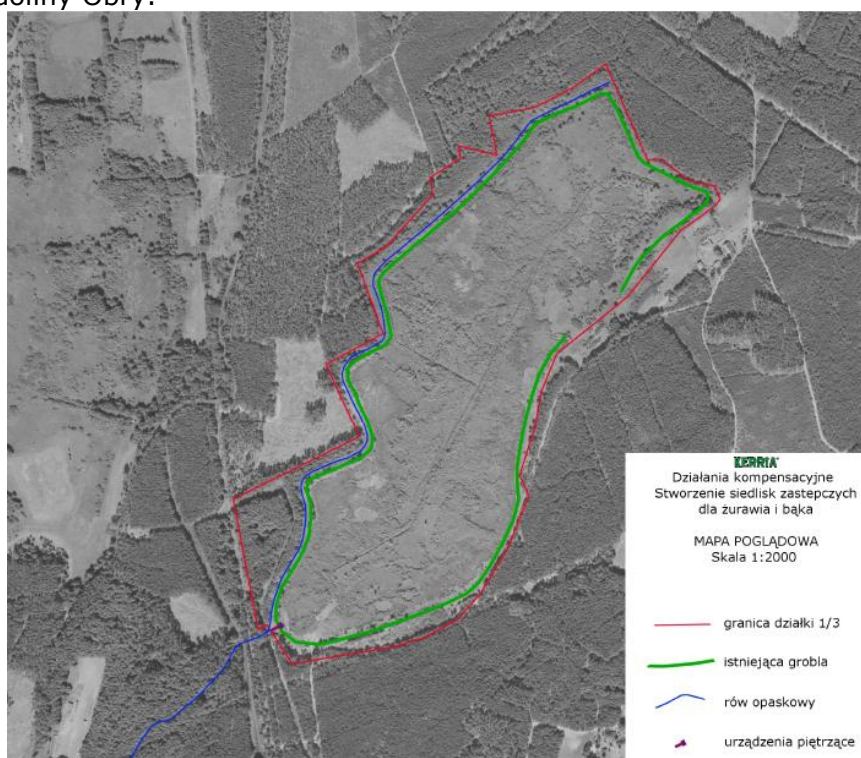 doliny Obry.
KERRIA
Działania kompensacyjne
Stworzenie siedlisk zastepczych
dla żurawia i bąka
MAPA POGLĄDOWA
Skala 1:2000
granica działki 1/3
istniejąca grobla
rów opaskowy
urządzenia piętrzące